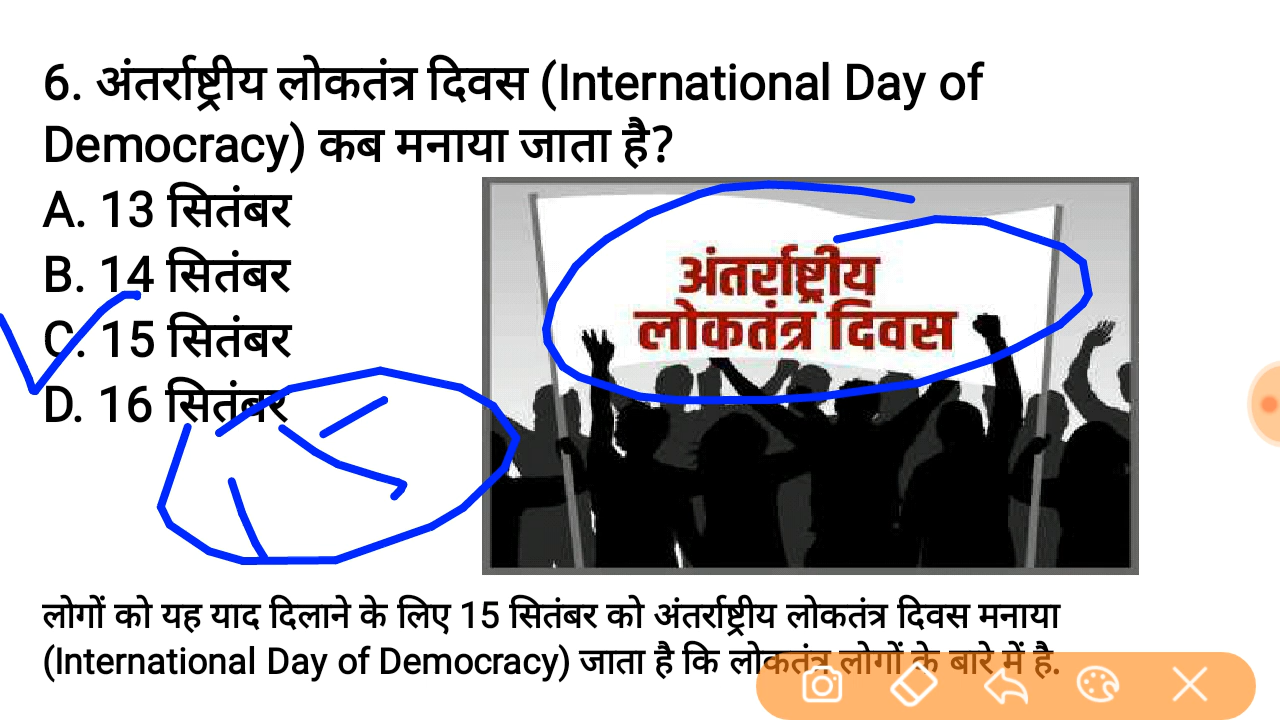 6. अंतर्राष्ट्रीय लोकतंत्र दिवस (International Day of
Democracy) कब मनाया जाता है?
A. 13 सितंबर
B. 14 सितंबर
C. 15 सितंबर
D. 16 सितंबर
अंतर्राष्ट्रीय
लोकतंत्र दिवस
लोगों को यह याद दिलाने के लिए 15 सितंबर को अंतर्राष्ट्रीय लोकतंत्र दिवस मनाया
(International Day of Democracy) जाता है कि लोकतंत्र लोगों के बारे में है.